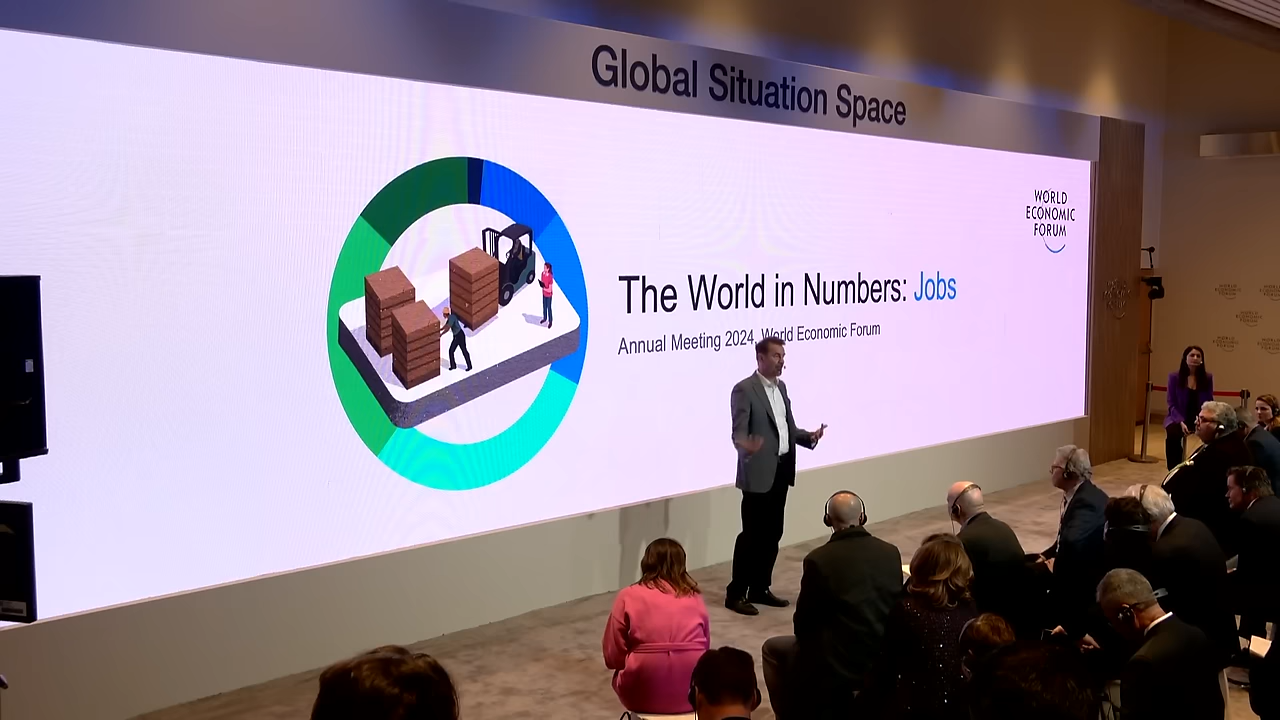 Global Situation Space
WORLD
ECONOMIC
FORUM
The World in Numbers: Jobs
Annual Meeting 2024, World Economic Forum